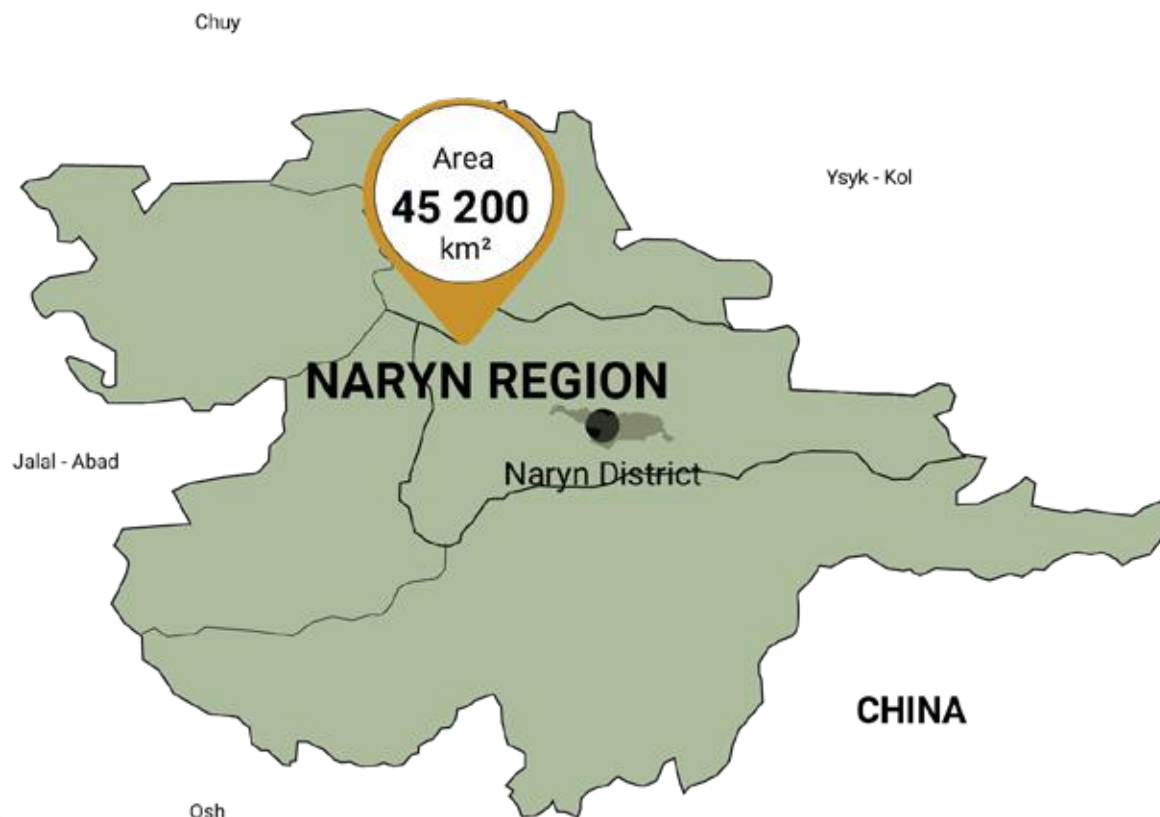 Chuy
Area
45 200
km²
Ysyk - Kol
NARYN REGION
Jalal - Abad
Naryn District
CHINA
Osh